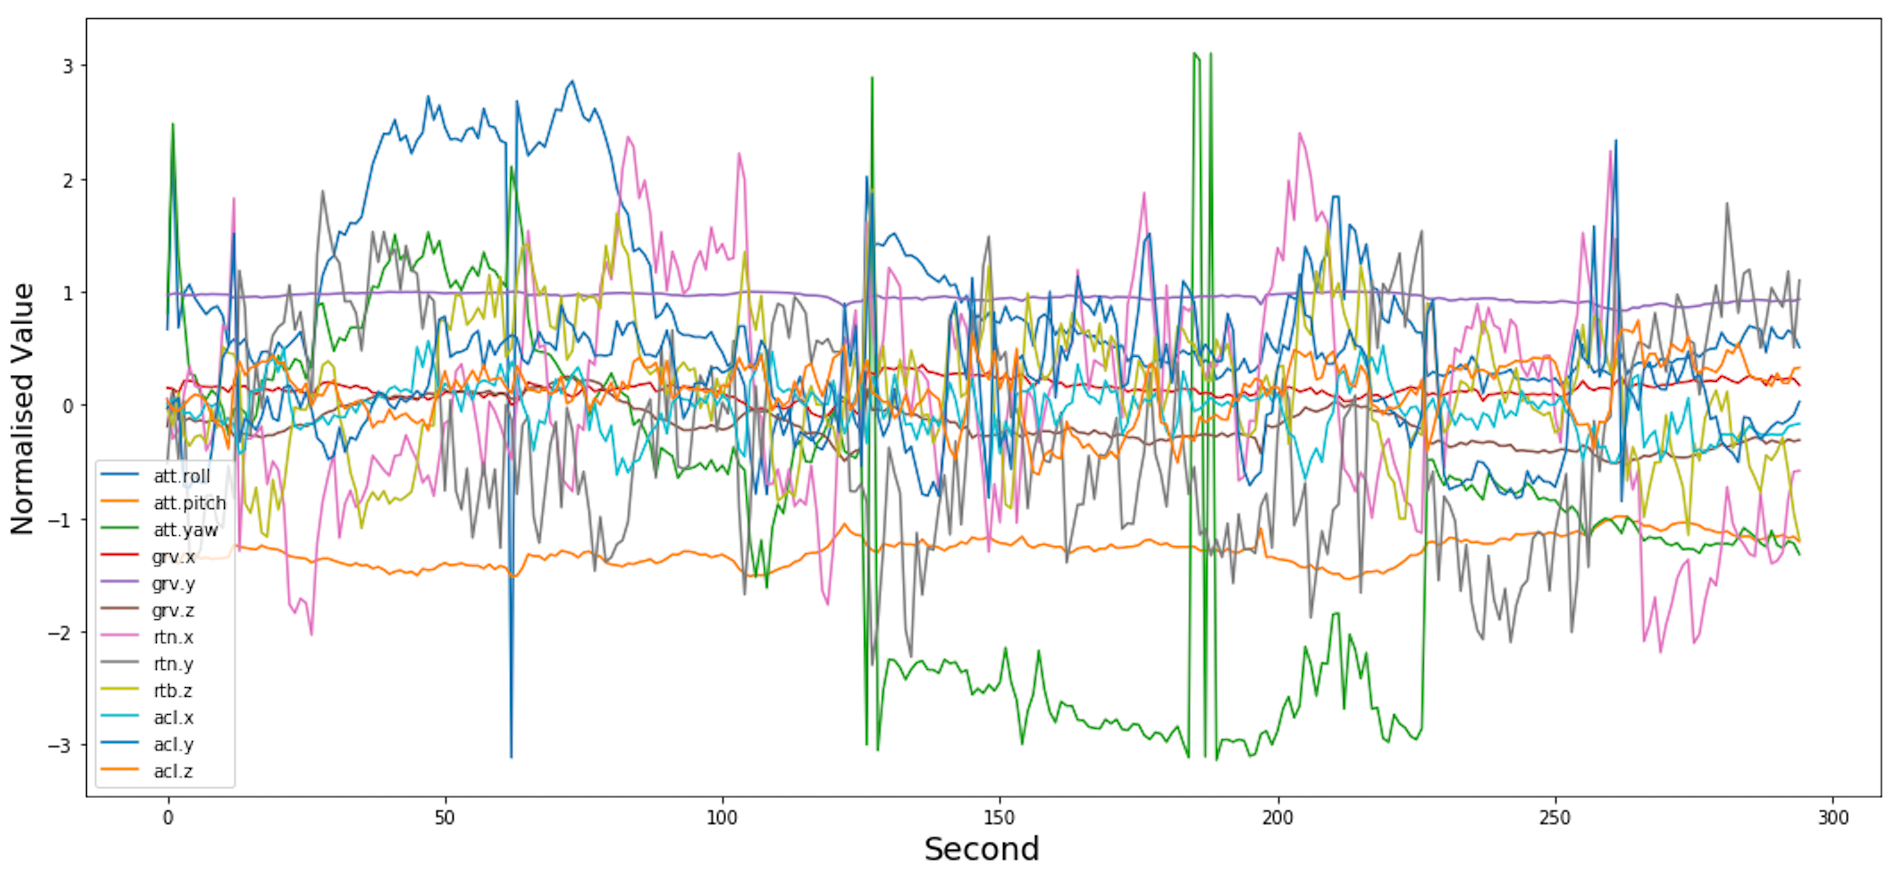 Normalised Value
3
2
1
0
−1
−2
−3
att.roll
att.pitch
att.yaw
grv.x
grv.y
grv.z
rtn.x
rtn.y
rtb.z
acl.x
acl.y
acl.z
0 50 100 150 200 250 300
Second